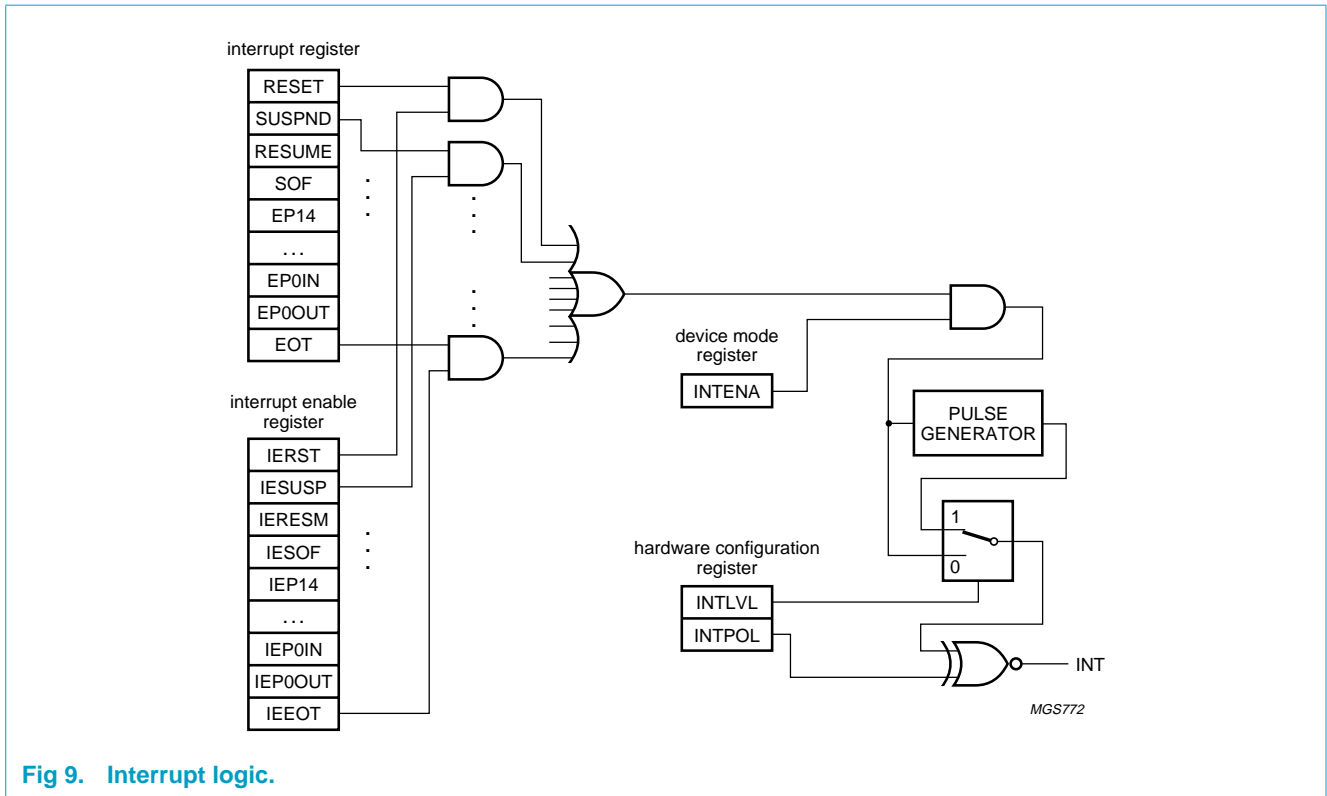 interrupt register
RESET
SUSPND
RESUME
SOF
EP14
...
EP0IN
EP0OUT
EOT
interrupt enable
register
IERST
IESUSP
IERESM
IESOF
IEP14
...
IEP0IN
IEP0OUT
IEEOT
device mode
register
INTENA
PULSE
GENERATOR
1
0
hardware configuration
register
INTLVL
INTPOL
INT
MGS772
Fig 9. Interrupt logic.